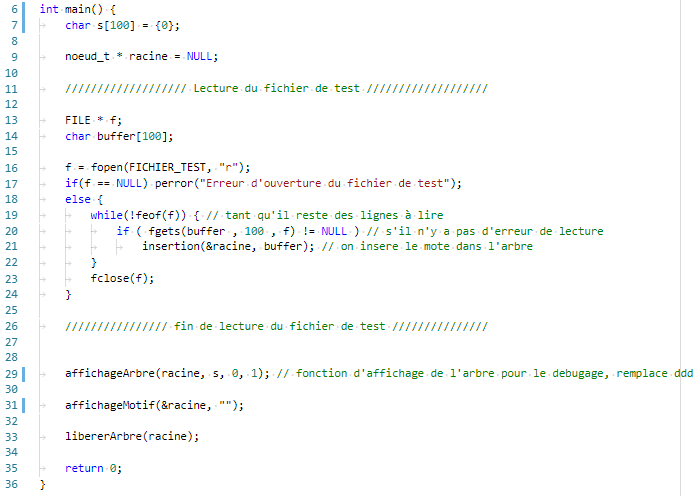 6 int main() {
7 char s[100] = {0};
8
9 noeud_t * racine = NULL;
10
11 /////////////////// Lecture du fichier de test ///////////////////
12
13 FILE * f;
14 char buffer[100];
15
16 f = fopen(FICHIER_TEST, "r");
17 if(f == NULL) perror("Erreur d'ouverture du fichier de test");
18 else {
19 while(!feof(f)) { // tant qu'il reste des lignes à lire
20 if ( fgets(buffer , 100 , f) != NULL ) // s'il n'y a pas d'erreur de lecture
21 insertion(&racine, buffer); // on insere le mote dans l'arbre
22 }
23 fclose(f);
24 }
25
26 //////////////// fin de lecture du fichier de test ///////////////
27
28
29 affichageArbre(racine, s, 0, 1); // fonction d'affichage de l'arbre pour le debugage, remplace ddd
30
31 affichageMotif(&racine, "");
32
33 libererArbre(racine);
34
35 return 0;
36 }